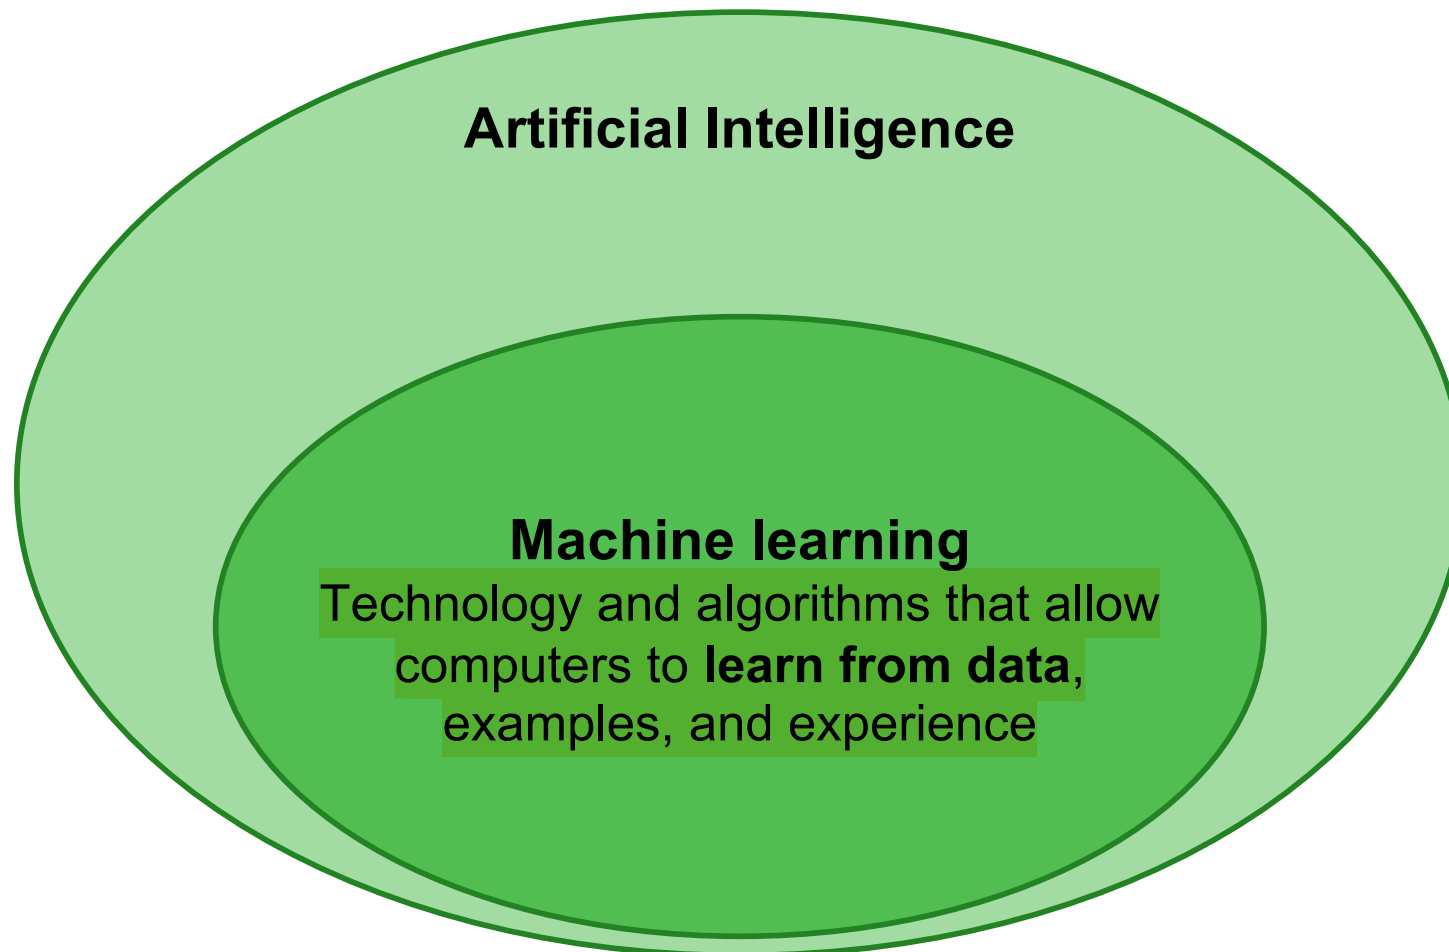 Artificial Intelligence
Machine learning
Technology and algorithms that allow
computers to learn from data,
examples, and experience